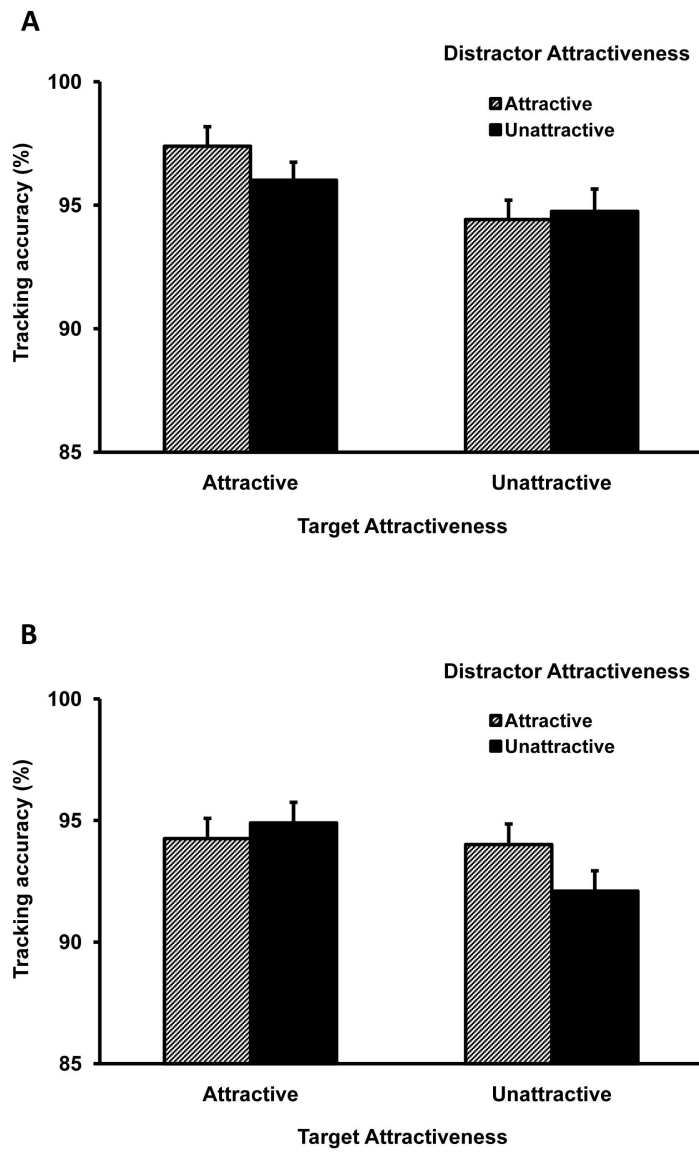 A
Distractor Attractiveness
Attractive
Unattractive
100
95
90
85
Tracking accuracy (%)
Attractive
Unattractive
Target Attractiveness
B
Distractor Attractiveness
Attractive
Unattractive
100
95
90
85
Tracking accuracy (%)
Attractive
Unattractive
Target Attractiveness